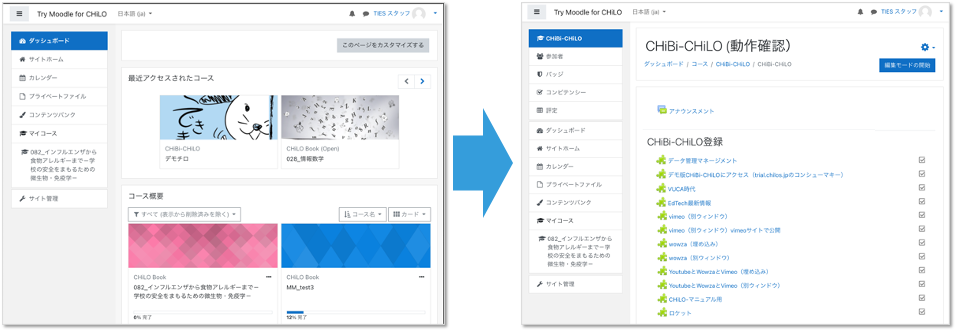 Try Moodle for CHiLO
日本語 (ja)
TIES スタッフ
ダッシュボード
サイトホーム
カレンダー
プライベートファイル
コンテンツバンク
マイコース
082_インフルエンザから
食物アレルギーまで－学
校の安全をまもるための
微生物・免疫学－
サイト管理
このページをカスタマイズする
最近アクセスされたコース
でき
CHiBi-CHiLO
デモチロ
CHiLO Book (Open)
028_情報数学
コース概要
すべて (表示から削除済みを除く)
コース名
カード
CHiLO Book
082_インフルエンザから食物アレルギーまで－
学校の安全をまもるための微生物・免疫学－
0% 完了
CHiLO Book
MM_test3
12% 完了
Try Moodle for CHiLO
日本語 (ja)
TIES スタッフ
CHiBi-CHiLO
参加者
バッジ
コンピテンシー
評定
ダッシュボード
サイトホーム
カレンダー
プライベートファイル
コンテンツバンク
マイコース
082_インフルエンザから
食物アレルギーまで－学
校の安全をまもるための
微生物・免疫学－
サイト管理
CHiBi-CHiLO (動作確認)
ダッシュボード / コース / CHiBi-CHiLO / CHiBi-CHiLO
編集モードの開始
アナウンスメント
CHiBi-CHiLO登録
データ管理マネージメント
デモ版CHiBi-CHiLOにアクセス（trial.chilos.jpのコンシューマキー）
VUCA時代
EdTech最新情報
vimeo（別ウィンドウ）
vimeo（別ウィンドウ）vimeoサイトで公開
wowza（埋め込み）
wowza（別ウィンドウ）
YoutubeとWowzaとVimeo（埋め込み）
YoutubeとWowzaとVimeo（別ウィンドウ）
CHiLO-マニュアル用
ロケット